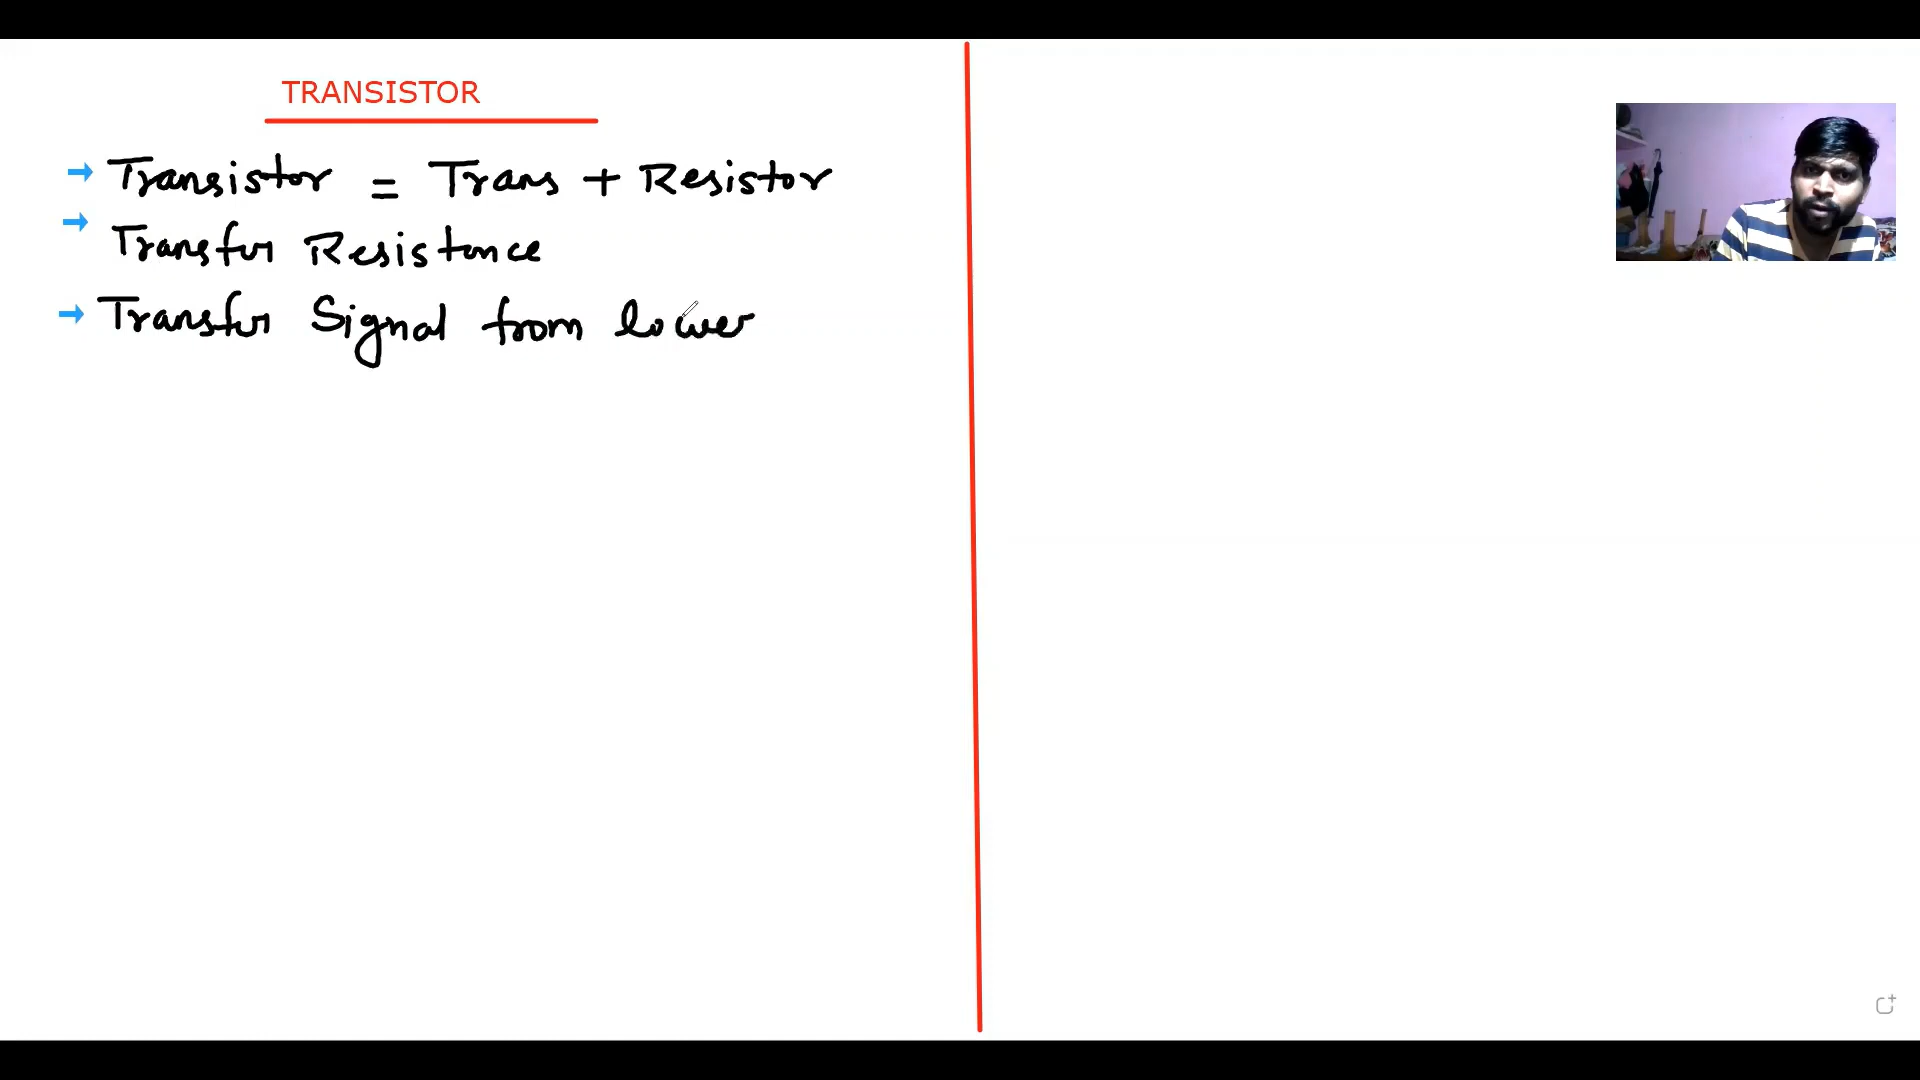 TRANSISTOR
Transistor = Trans + Resistor
Transfer Resistance
Transfer Signal from lower